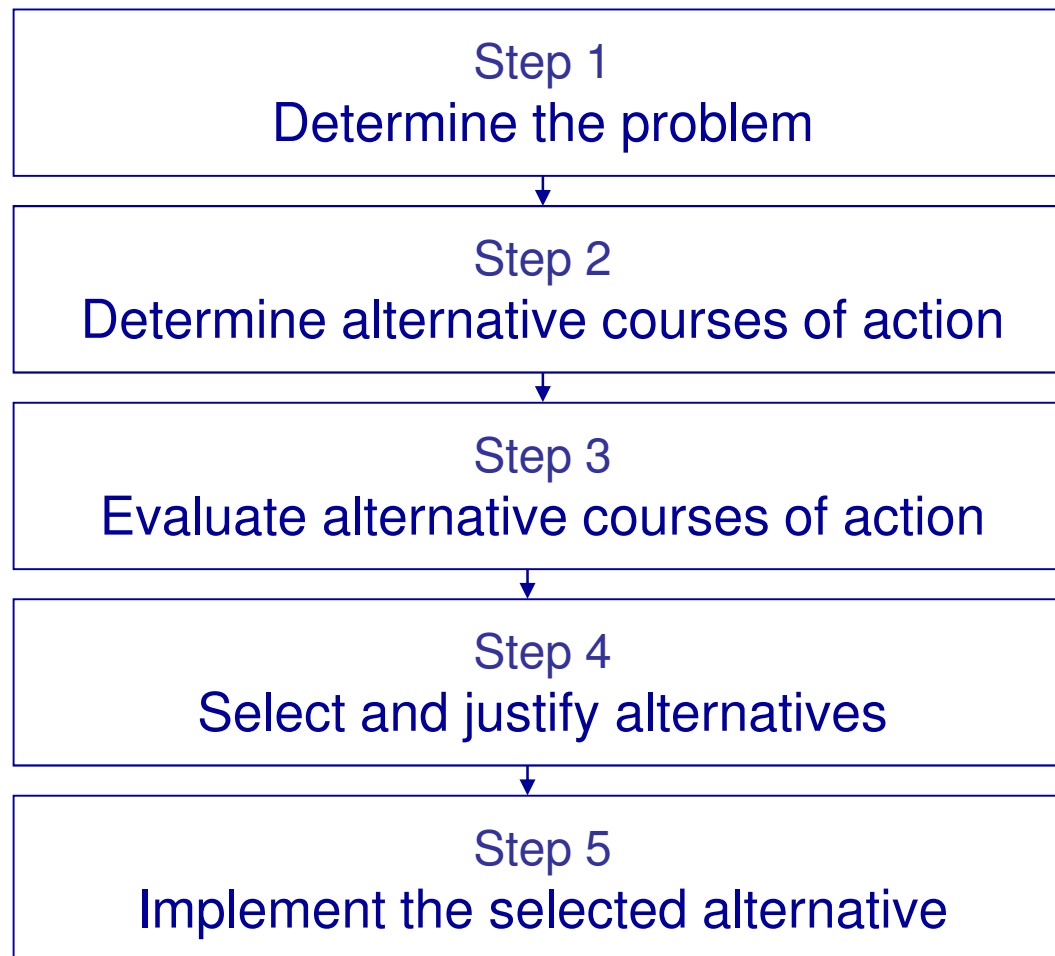 Step 1
Determine the problem
Step 2
Determine alternative courses of action
Step 3
Evaluate alternative courses of action
Step 4
Select and justify alternatives
Step 5
Implement the selected alternative